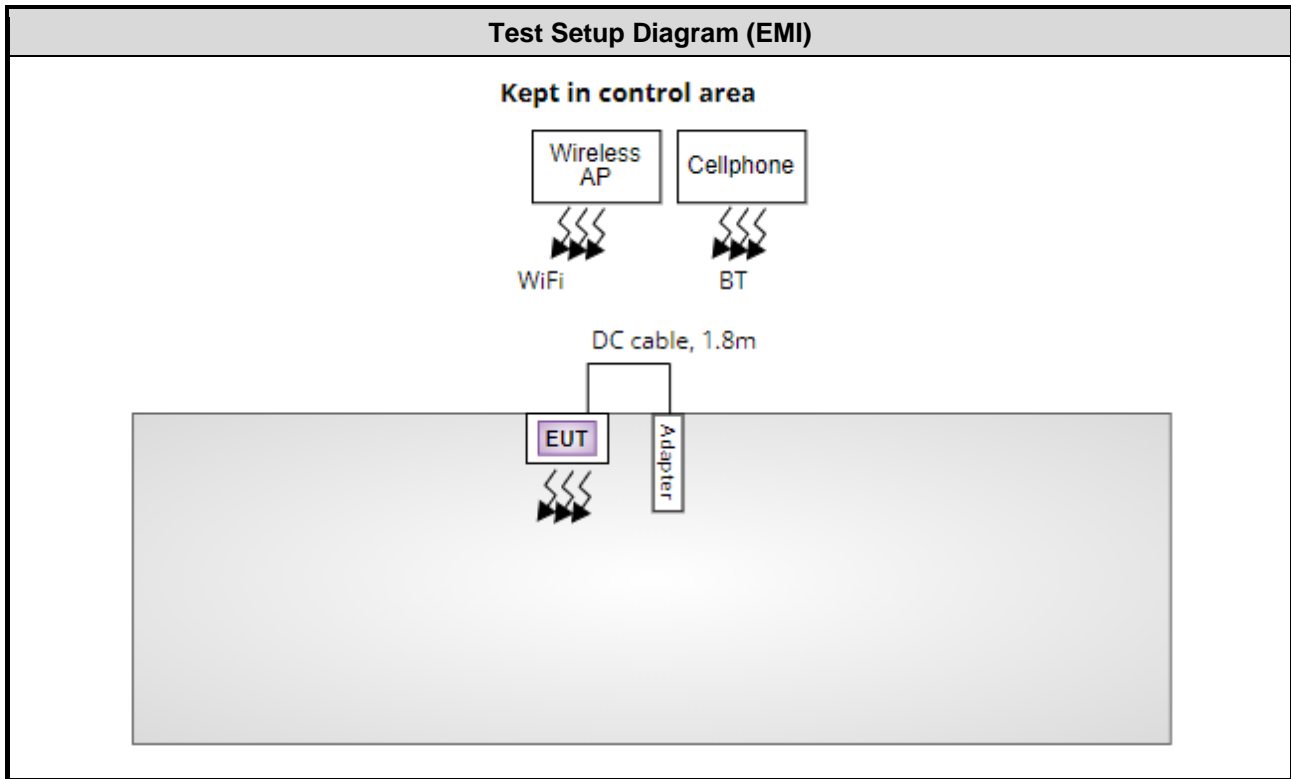 Test Setup Diagram (EMI)
Kept in control area
Wireless
AP
Cellphone
WiFi
BT
DC cable, 1.8m
EUT
Adapter